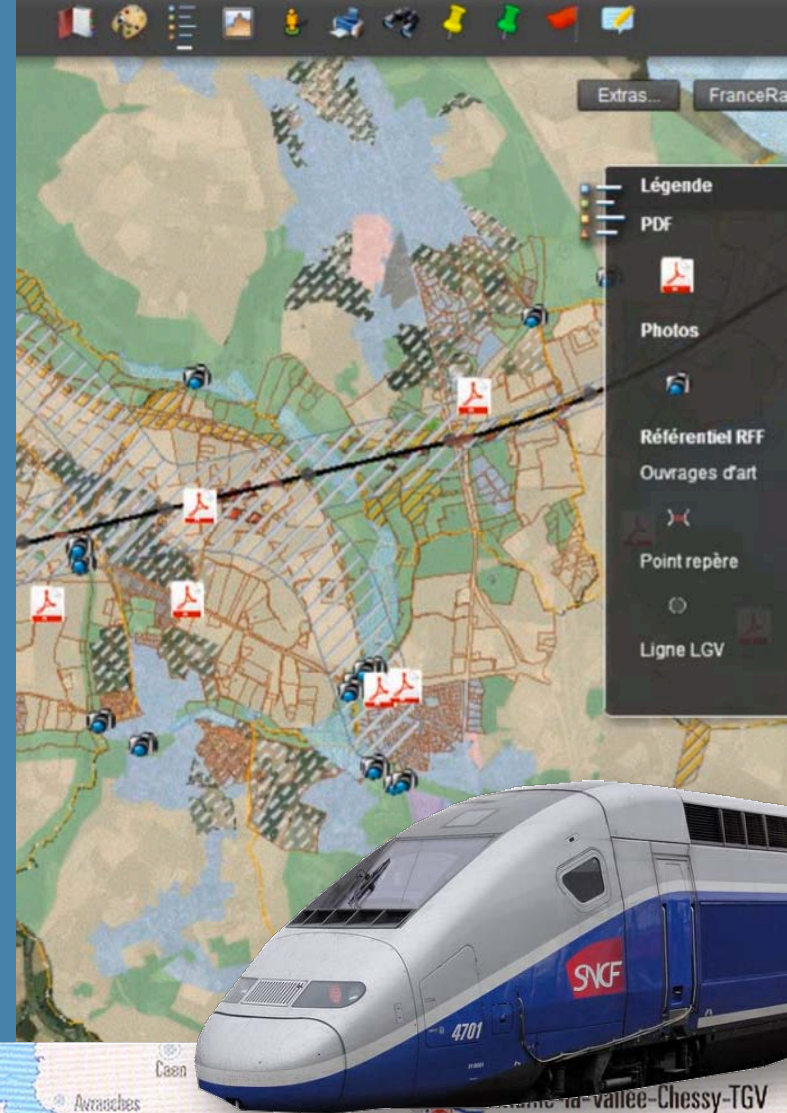 Extras...
FranceRa
Légende
PDF
Photos
Référentiel RFF
Ouvrages d'art
Point repère
Ligne LGV
SNCF
4701
Caen
Avranches
-la-Vallée-Chessy-TGV